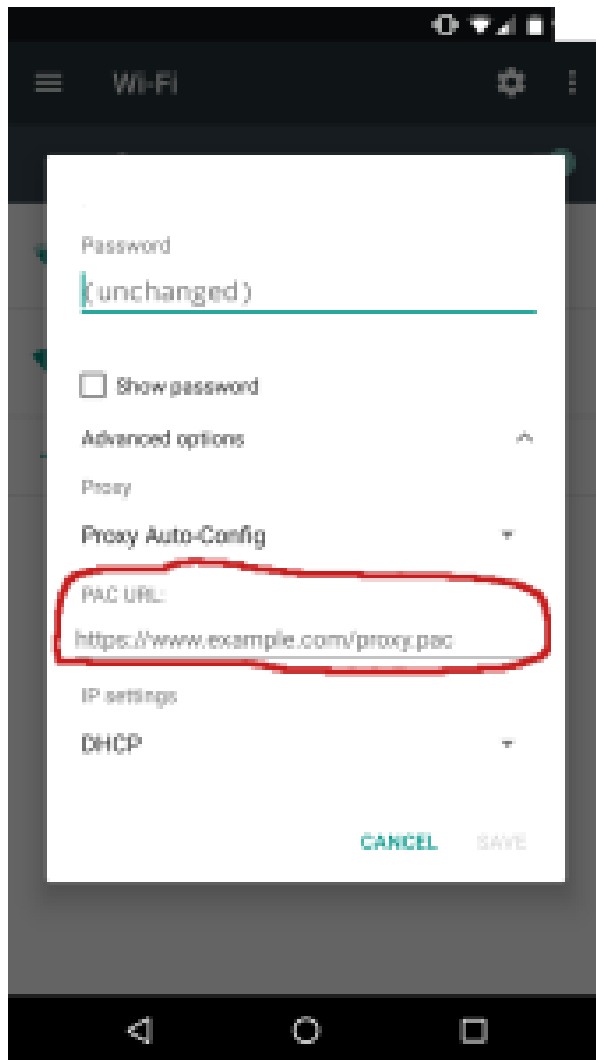 Wi-Fi
Password
(unchanged)
Show password
Advanced options
Proxy
Proxy Auto-Config
PAC URL:
https://www.example.com/proxy.pac
IP settings
DHCP
CANCEL SAVE